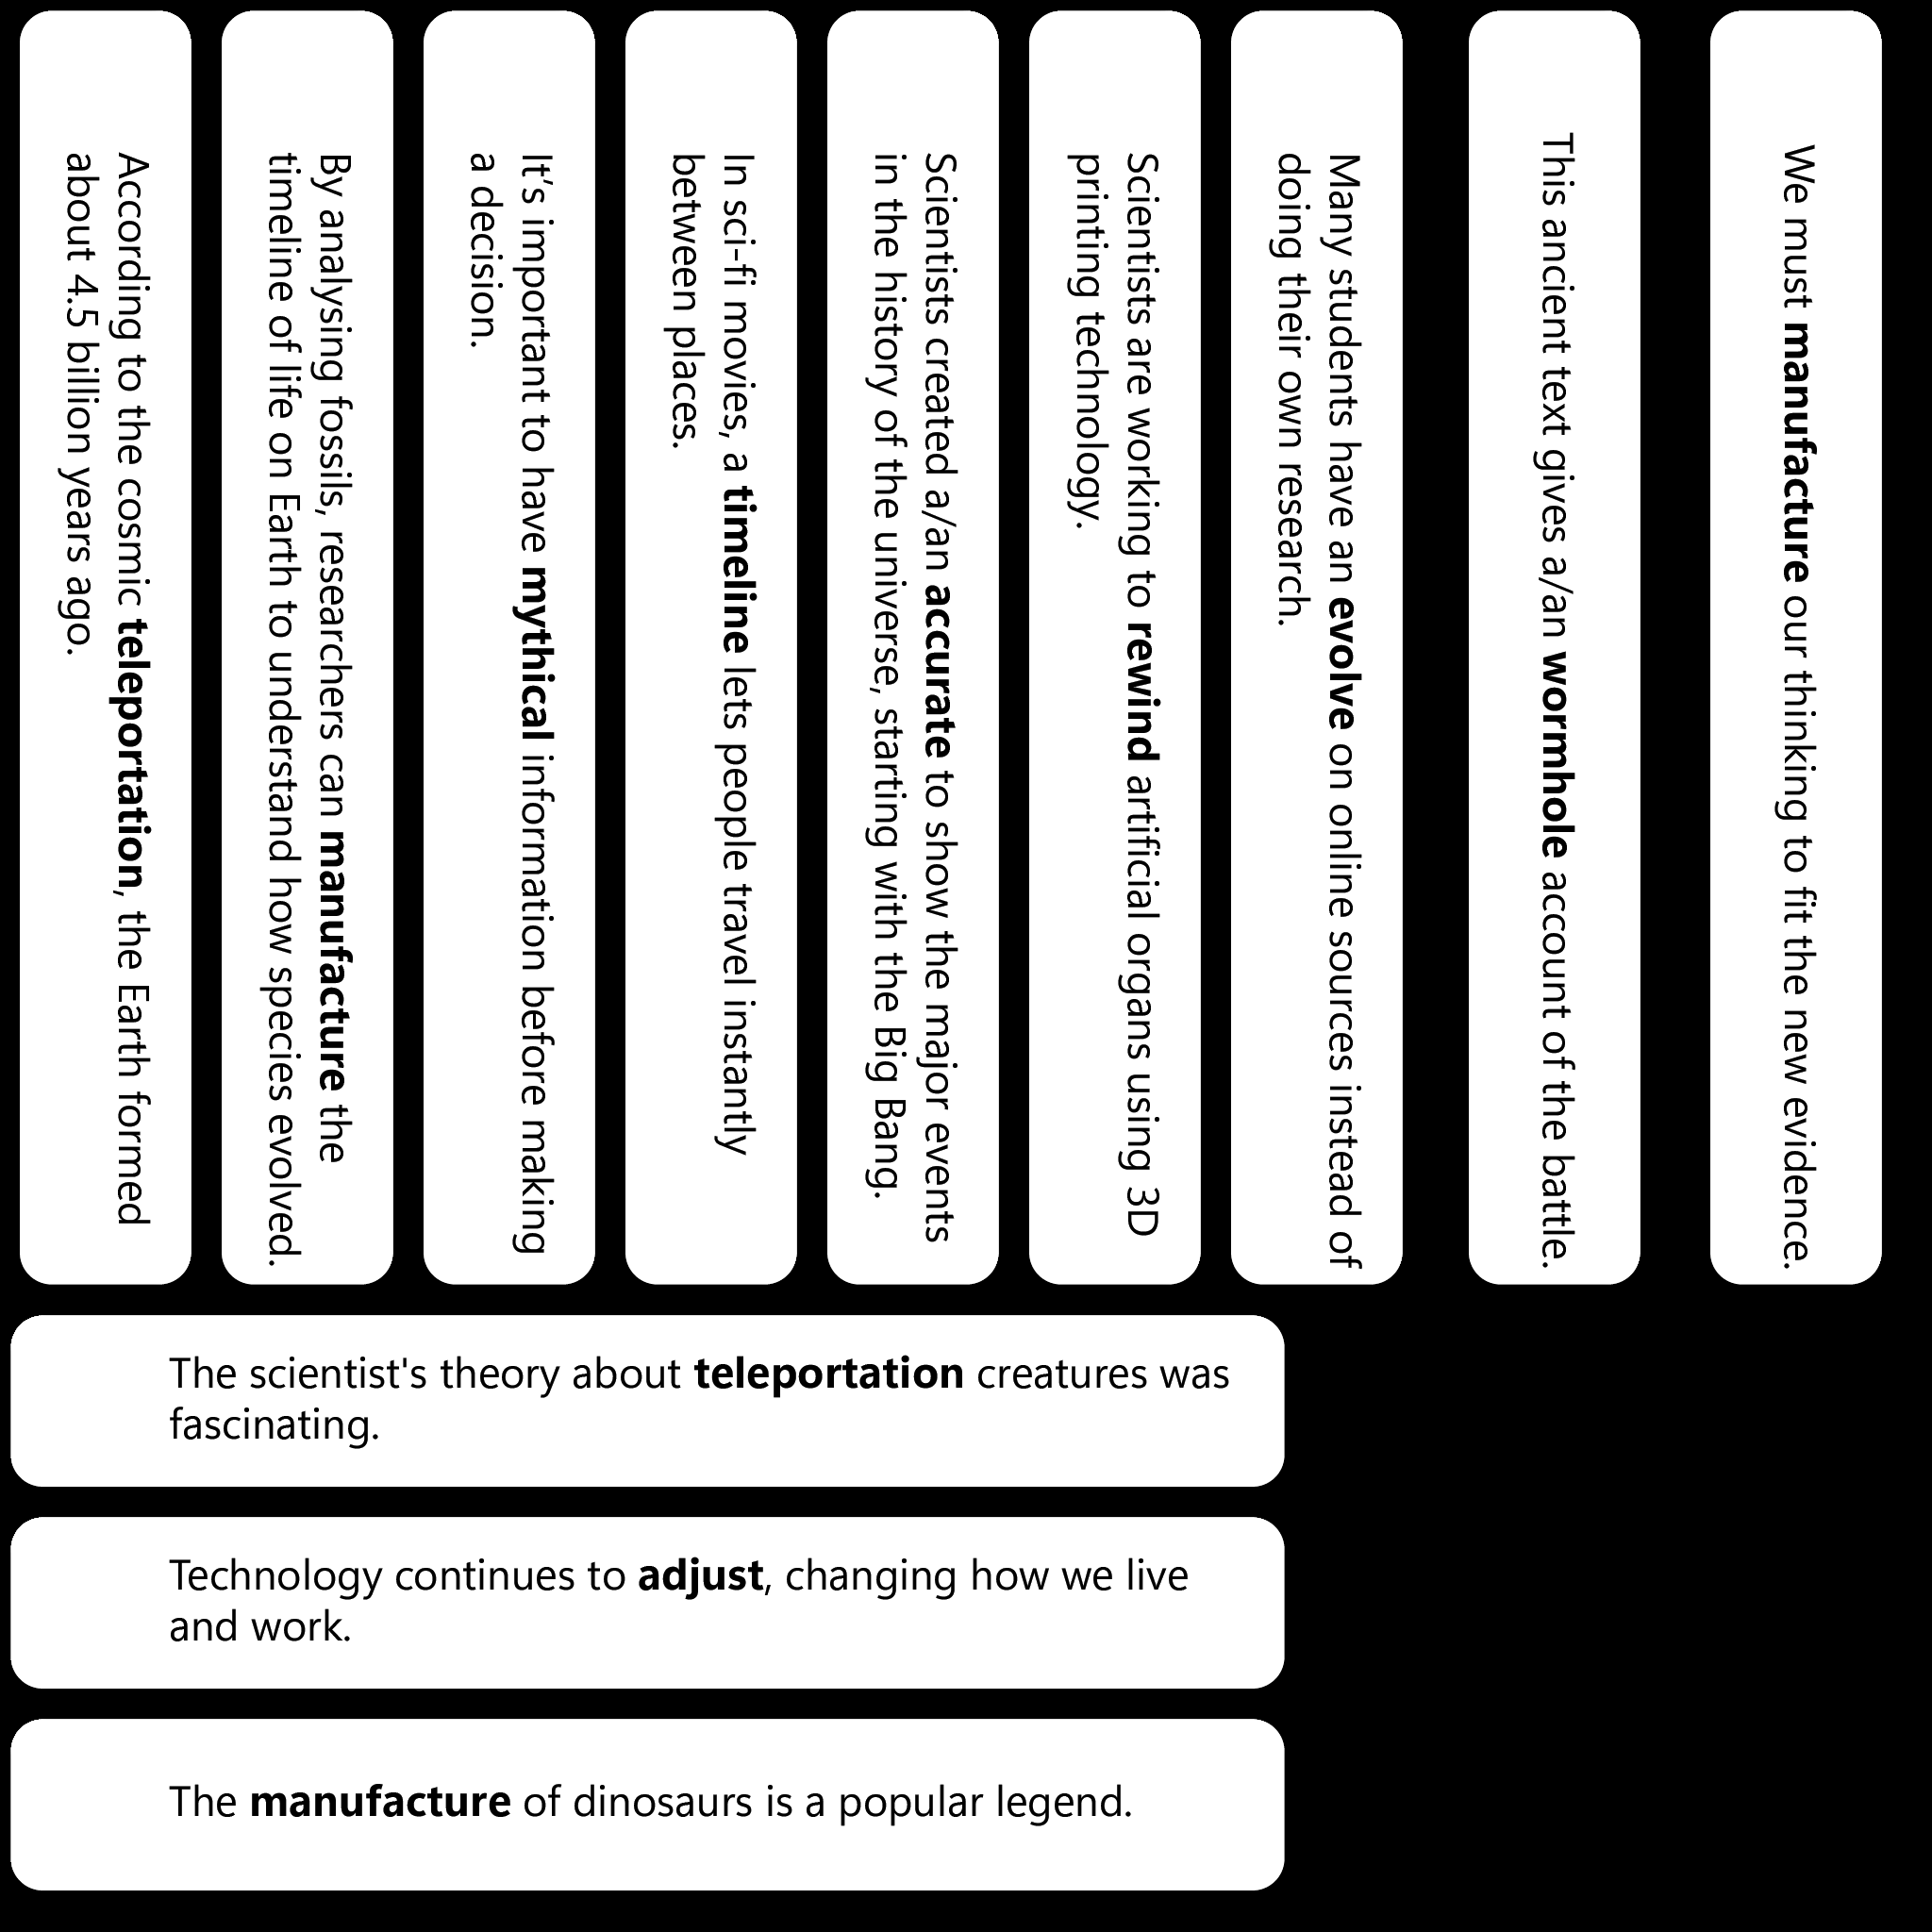 According to the cosmic teleportation, the Earth formed
about 4.5 billion years ago.
By analysing fossils, researchers can manufacture the
timeline of life on Earth to understand how species evolved.
It's important to have mythical information before making
a decision.
In sci-fi movies, a timeline lets people travel instantly
between places.
Scientists created a/an accurate to show the major events
in the history of the universe, starting with the Big Bang.
Scientists are working to rewind artificial organs using 3D
printing technology.
Many students have an evolve on online sources instead of
doing their own research.
This ancient text gives a/an wormhole account of the battle.
We must manufacture our thinking to fit the new evidence.
The scientist's theory about teleportation creatures was
fascinating.
Technology continues to adjust, changing how we live
and work.
The manufacture of dinosaurs is a popular legend.